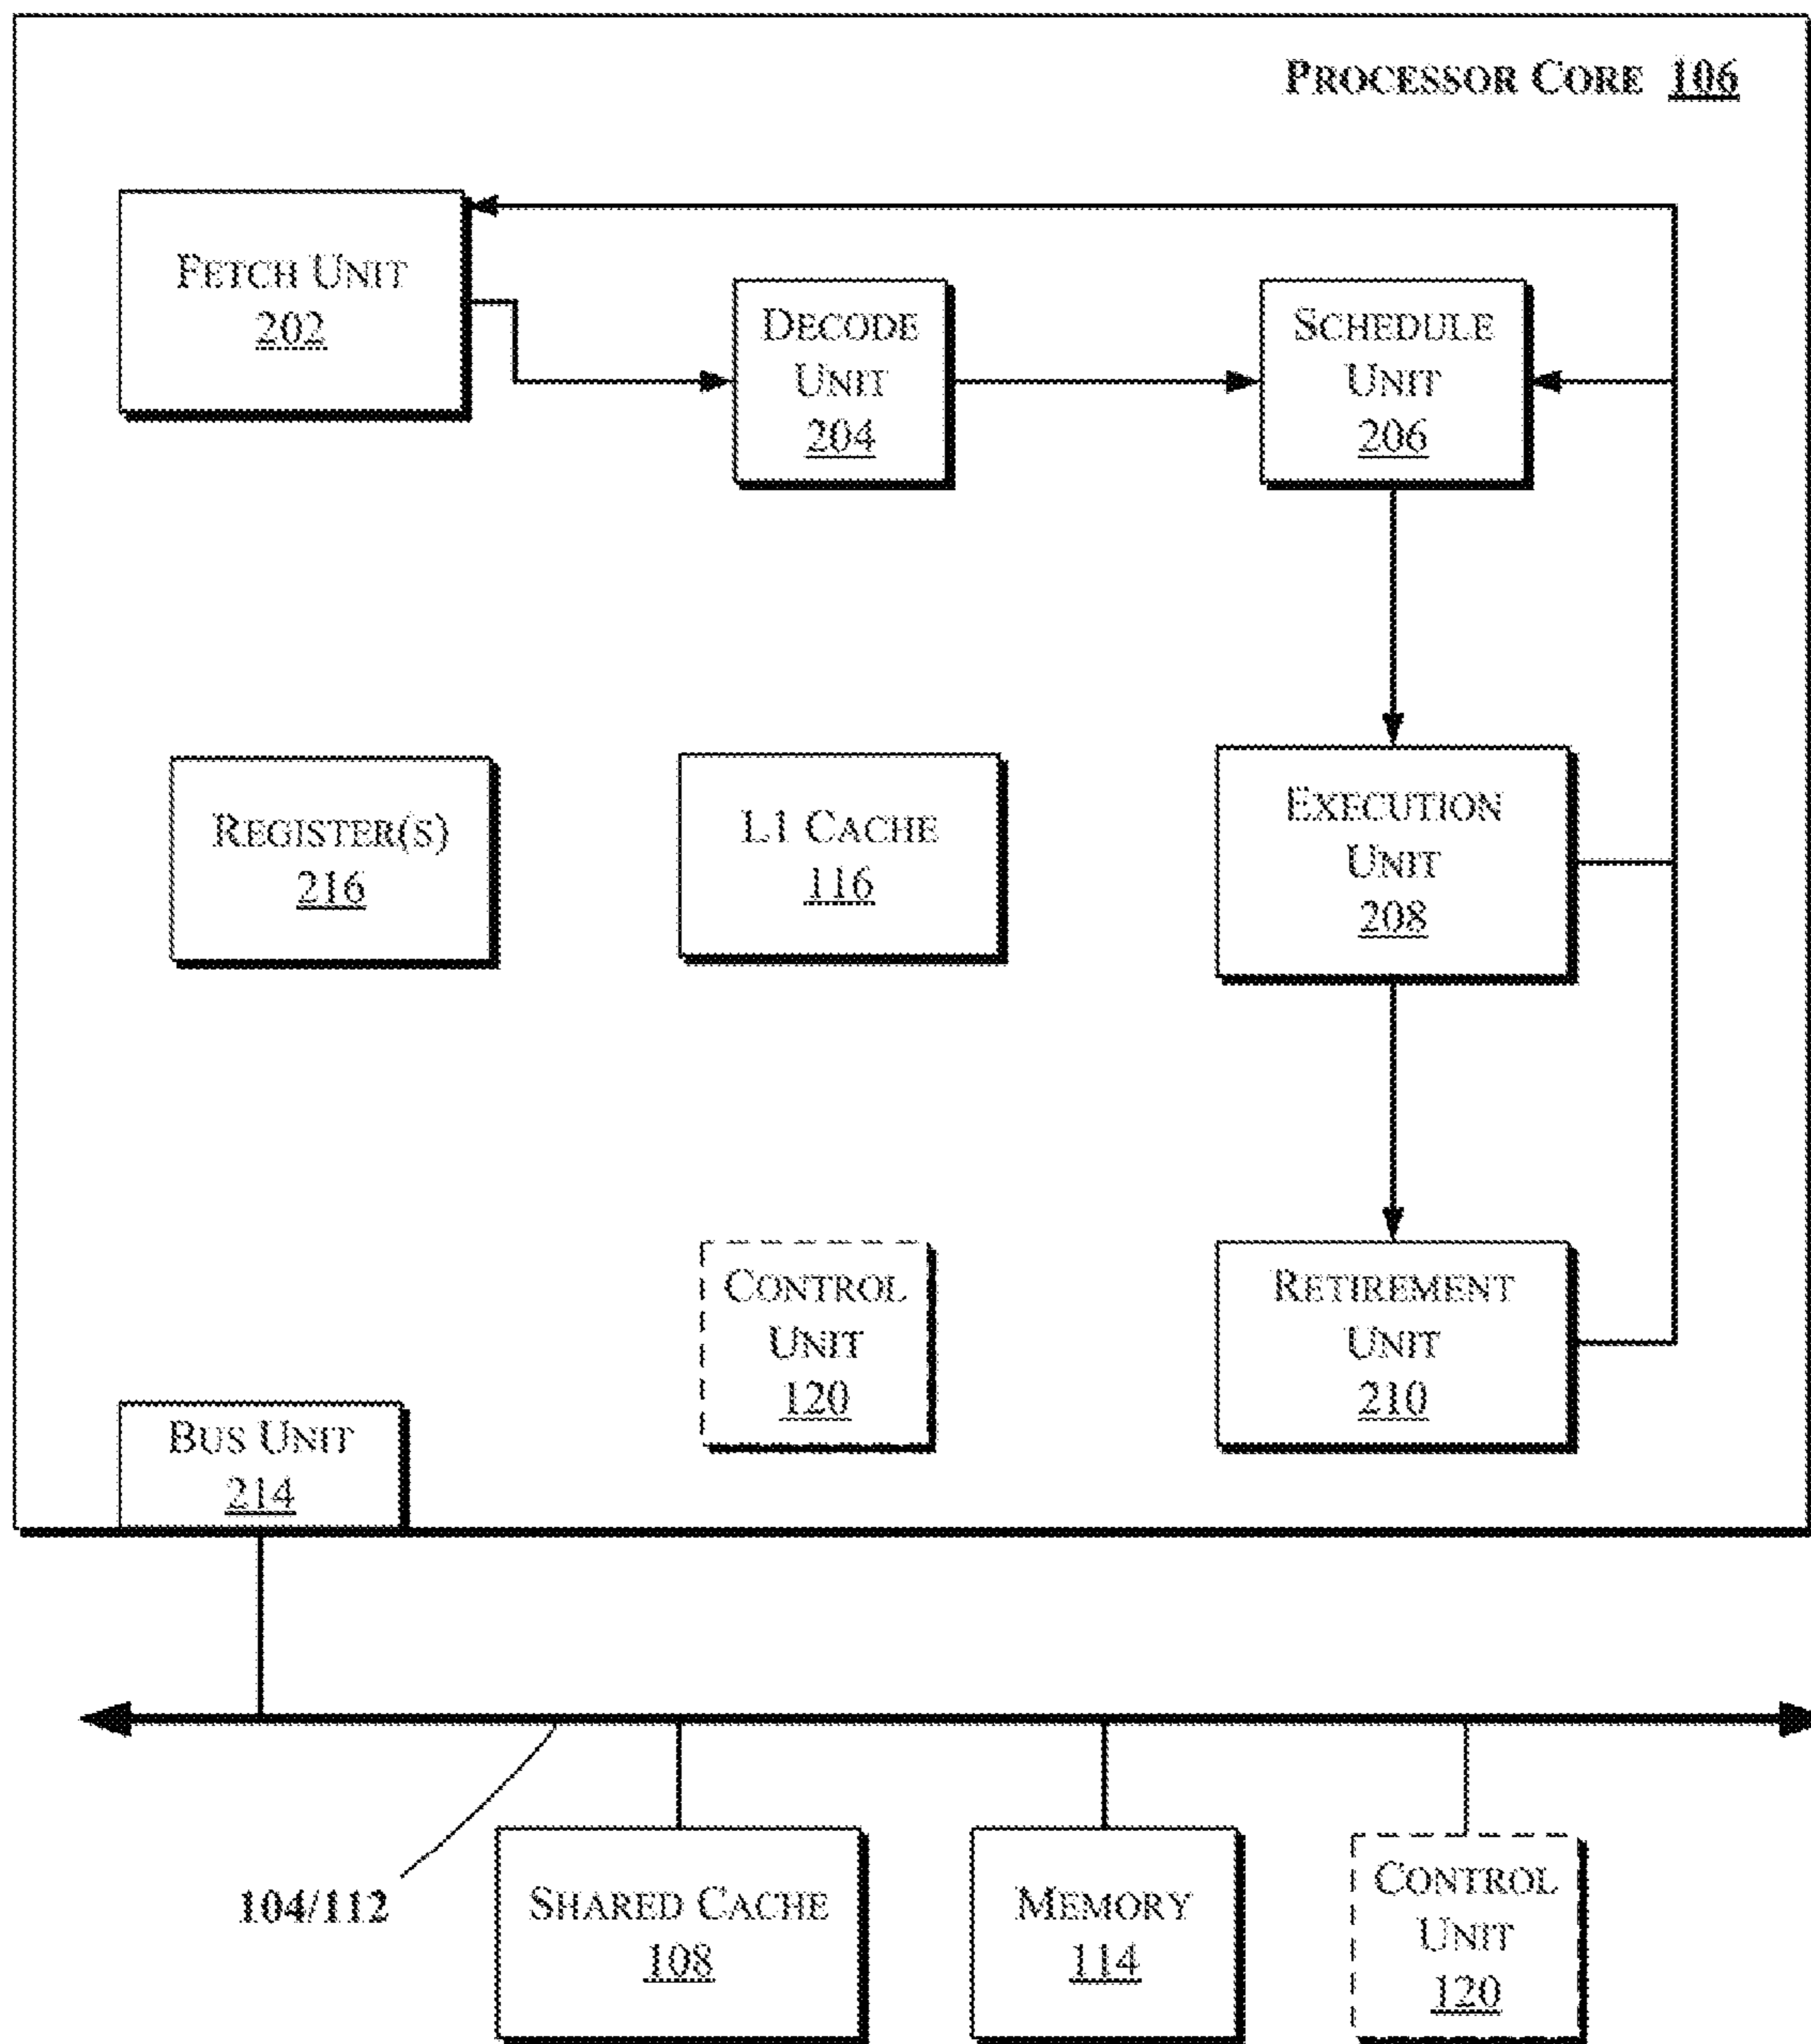 PROCESSOR CORE 106
FETCH UNIT
202
DECODE
UNIT
204
SCHEDULE
UNIT
206
REGISTER(S)
216
L1 CACHE
116
EXECUTION
UNIT
208
CONTROL
UNIT
120
RETIREMENT
UNIT
210
BUS UNIT
214
104/112
SHARED CACHE
108
MEMORY
114
CONTROL
UNIT
120